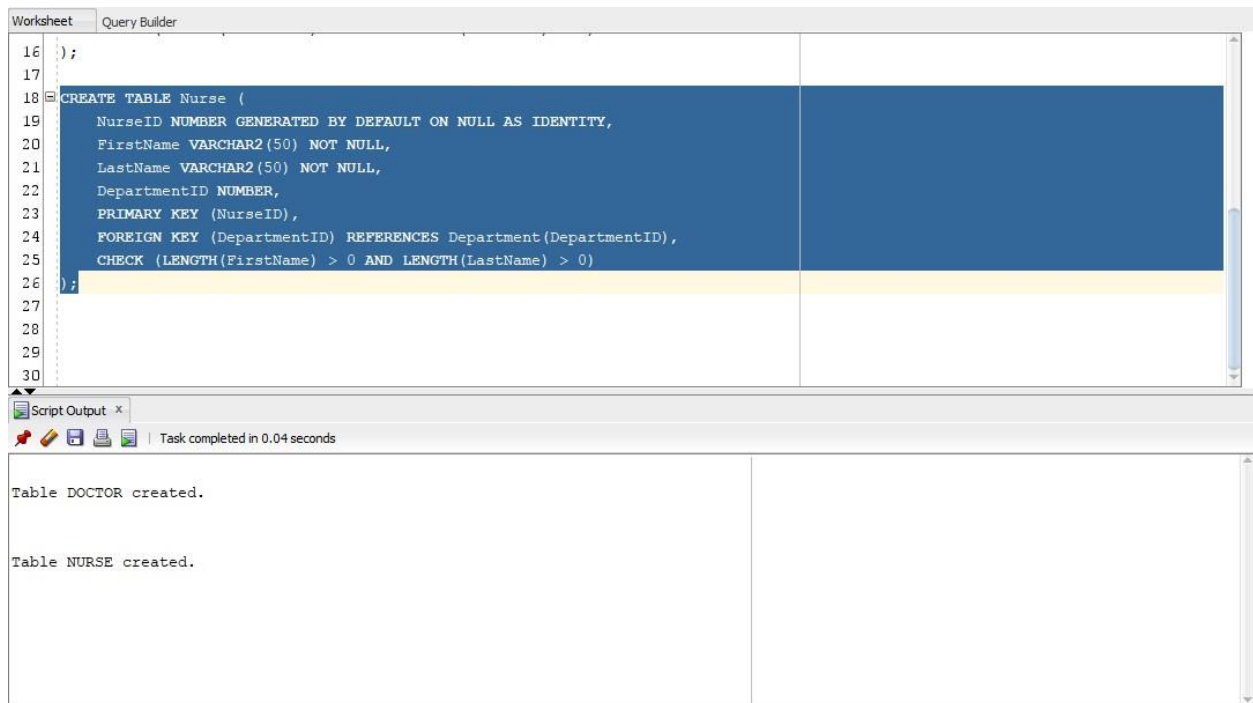 Worksheet Query Builder
16 );
17
18 CREATE TABLE Nurse (
19 NurseID NUMBER GENERATED BY DEFAULT ON NULL AS IDENTITY,
20 FirstName VARCHAR2(50) NOT NULL,
21 LastName VARCHAR2(50) NOT NULL,
22 DepartmentID NUMBER,
23 PRIMARY KEY (NurseID),
24 FOREIGN KEY (DepartmentID) REFERENCES Department(DepartmentID),
25 CHECK (LENGTH(FirstName) > 0 AND LENGTH(LastName) > 0)
26 );
27
28
29
30
Script Output x
Task completed in 0.04 seconds
Table DOCTOR created.
Table NURSE created.